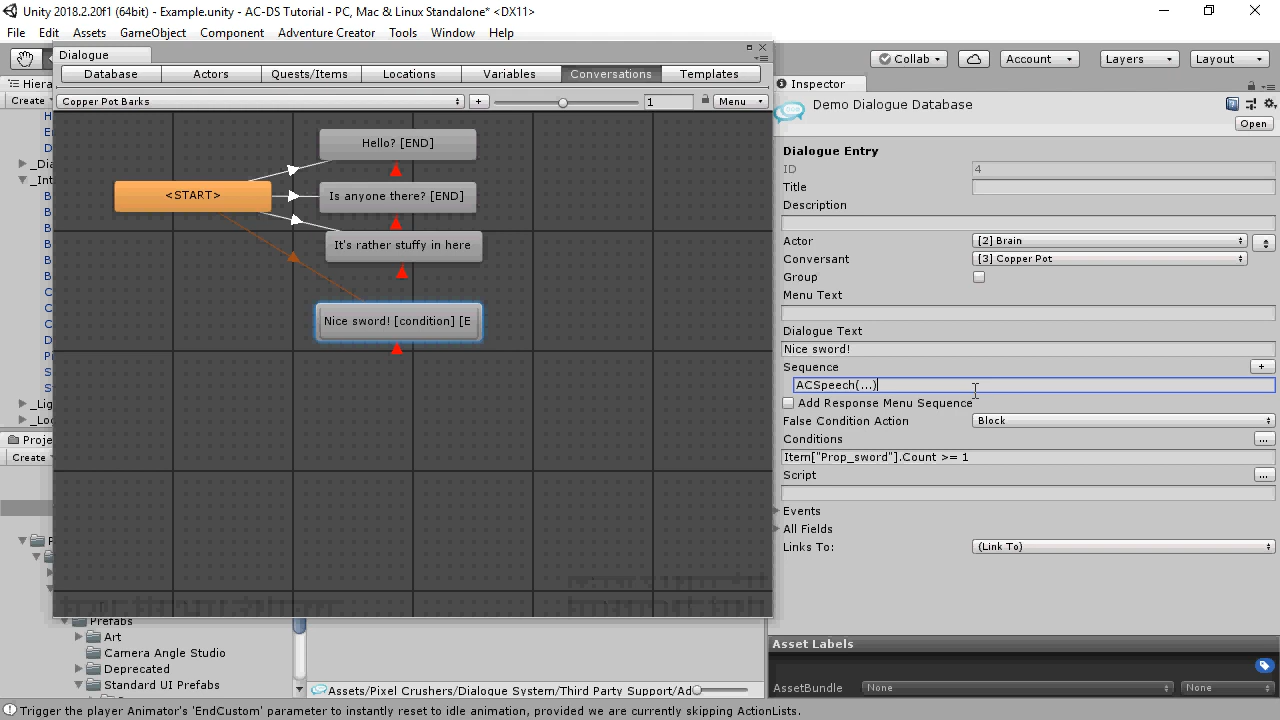 Unity 2018.2.20f1 (64bit) - Example.unity - AC-DS Tutorial - PC, Mac & Linux Standalone* <DX11>
File Edit Assets GameObject Component Adventure Creator Tools Window Help
Collab Account Layers Layout
Dialogue
Database Actors Quests/Items Locations Variables Conversations Templates
Copper Pot Barks + 1 Menu
Hello? [END]
<START>
Is anyone there? [END]
It's rather stuffy in here
Nice sword! [condition] [E
Hiera
Create
_Dia
_Int
_Lig
_Loc
Proje
Create
Prefabs
Art
Camera Angle Studio
Deprecated
Standard UI Prefabs
Assets/Pixel Crushers/Dialogue System/Third Party Support/Ad
Inspector
Demo Dialogue Database
Open
Dialogue Entry
ID 4
Title
Description
Actor [2] Brain
Conversant [3] Copper Pot
Group
Menu Text
Dialogue Text
Nice sword!
Sequence +
ACSpeech(...)
Add Response Menu Sequence
False Condition Action Block
Conditions ...
Item["Prop_sword"].Count >= 1
Script ...
Events
All Fields
Links To: (Link To)
Asset Labels
AssetBundle None None
Trigger the player Animator's 'EndCustom' parameter to instantly reset to idle animation, provided we are currently skipping ActionLists.